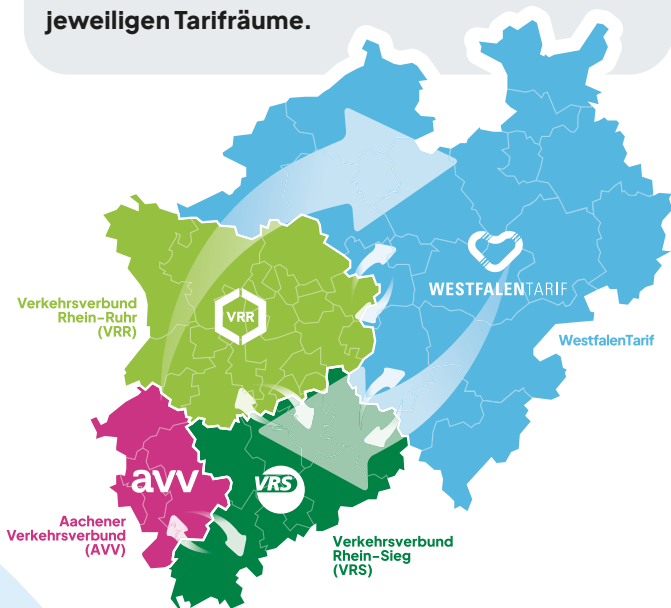 jeweiligen Tarifräume.
WESTFALENTARIF
Verkehrsverbund
Rhein-Ruhr
(VRR)
VRR
WestfalenTarif
avv
VRS
Aachener
Verkehrsverbund
(AVV)
Verkehrsverbund
Rhein-Sieg
(VRS)